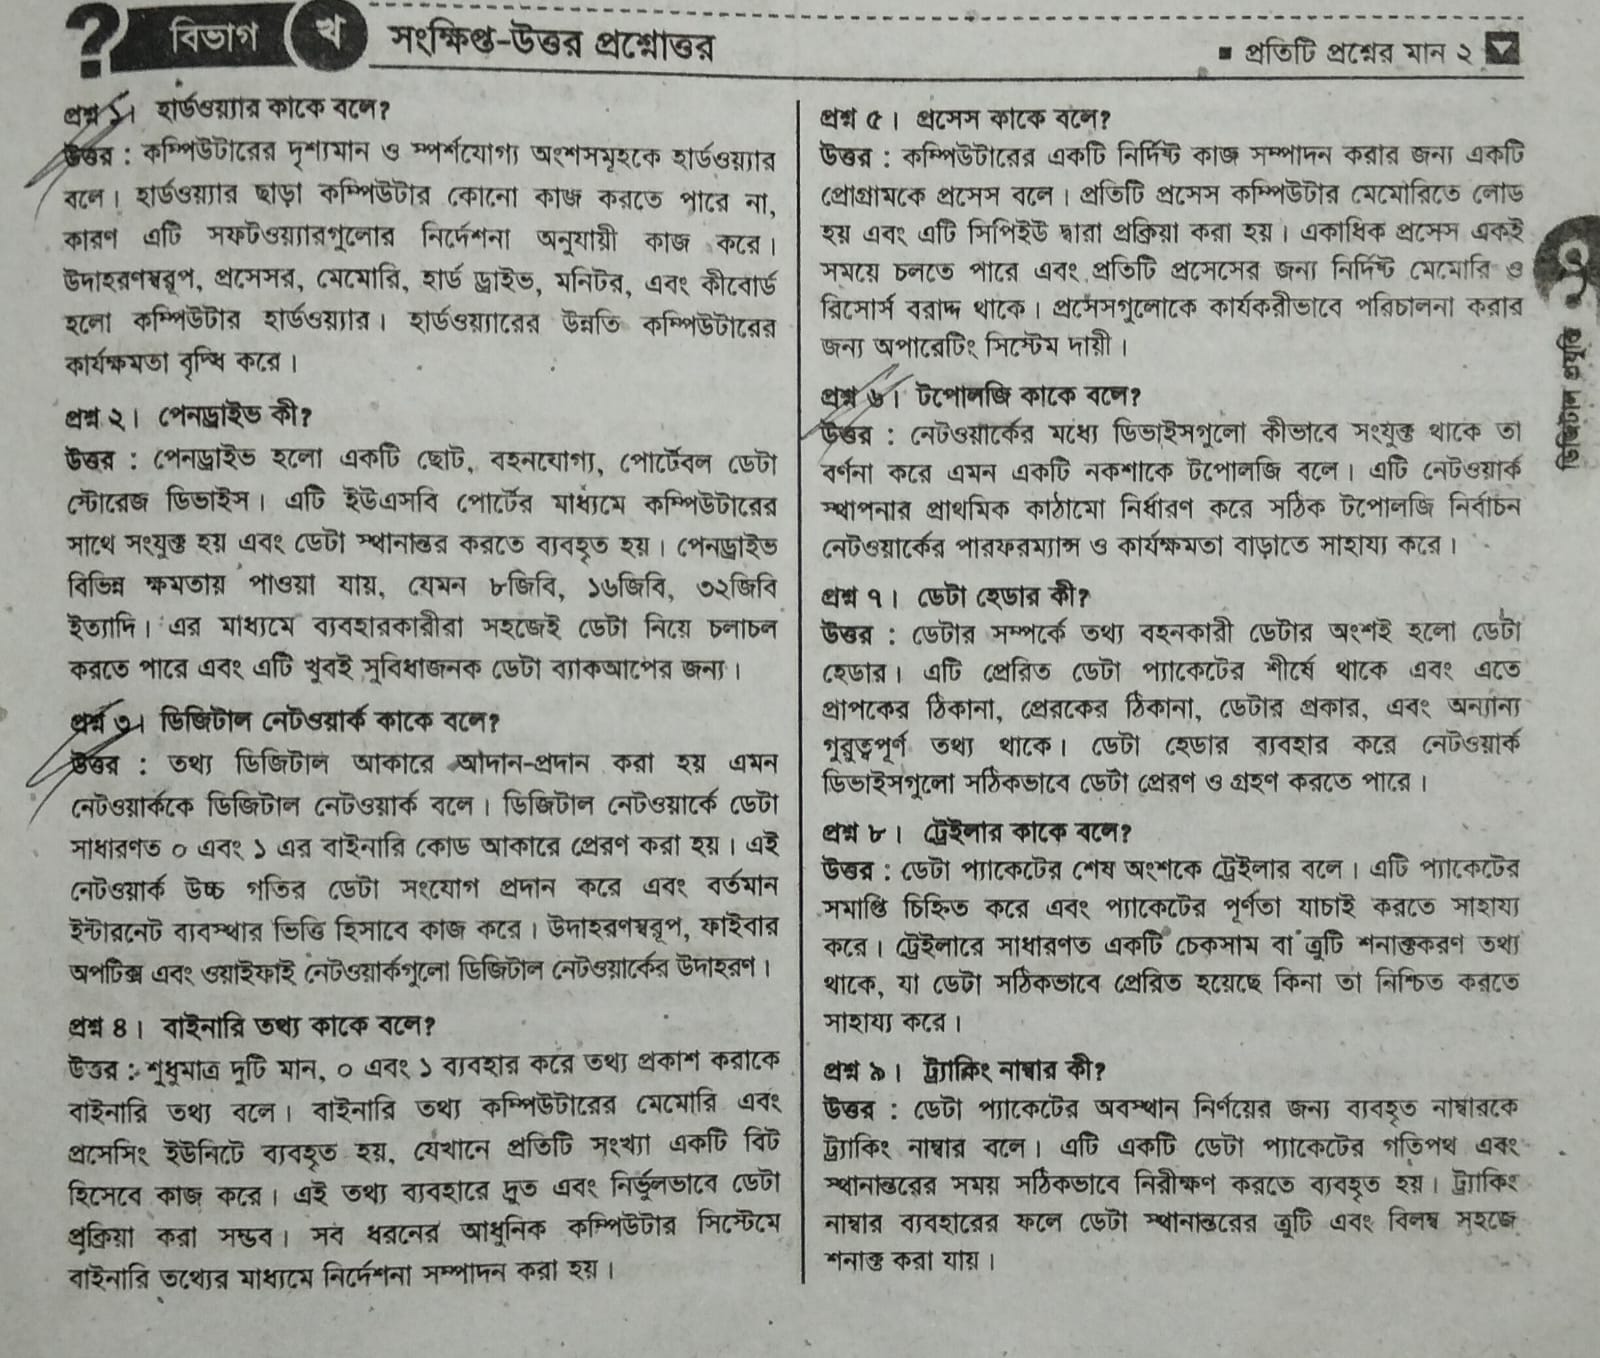 ?
বিভাগ খ সংক্ষিপ্ত-উত্তর প্রশ্নোত্তর
▪ প্রতিটি প্রশ্নের মান ২
প্রশ্ন ১। হার্ডওয়্যার কাকে বলে?
উত্তর : কম্পিউটারের দৃশ্যমান ও স্পর্শযোগ্য অংশসমূহকে হার্ডওয়্যার
বলে। হার্ডওয়্যার ছাড়া কম্পিউটার কোনো কাজ করতে পারে না,
কারণ এটি সফটওয়্যারগুলোর নির্দেশনা অনুযায়ী কাজ করে।
উদাহরণস্বরূপ, প্রসেসর, মেমোরি, হার্ড ড্রাইভ, মনিটর, এবং কীবোর্ড
হলো কম্পিউটার হার্ডওয়্যার। হার্ডওয়্যারের উন্নতি কম্পিউটারের
কার্যক্ষমতা বৃদ্ধি করে।
প্রশ্ন ২। পেনড্রাইভ কী?
উত্তর : পেনড্রাইভ হলো একটি ছোট, বহনযোগ্য, পোর্টেবল ডেটা
স্টোরেজ ডিভাইস। এটি ইউএসবি পোর্টের মাধ্যমে কম্পিউটারের
সাথে সংযুক্ত হয় এবং ডেটা স্থানান্তর করতে ব্যবহৃত হয়। পেনড্রাইভ
বিভিন্ন ক্ষমতায় পাওয়া যায়, যেমন ৮জিবি, ১৬জিবি, ৩২জিবি
ইত্যাদি। এর মাধ্যমে ব্যবহারকারীরা সহজেই ডেটা নিয়ে চলাচল
করতে পারে এবং এটি খুবই সুবিধাজনক ডেটা ব্যাকআপের জন্য।
প্রশ্ন ৩। ডিজিটাল নেটওয়ার্ক কাকে বলে?
উত্তর : তথ্য ডিজিটাল আকারে আদান-প্রদান করা হয় এমন
নেটওয়ার্ককে ডিজিটাল নেটওয়ার্ক বলে। ডিজিটাল নেটওয়ার্কে ডেটা
সাধারণত ০ এবং ১ এর বাইনারি কোড আকারে প্রেরণ করা হয়। এই
নেটওয়ার্ক উচ্চ গতির ডেটা সংযোগ প্রদান করে এবং বর্তমান
ইন্টারনেট ব্যবস্থার ভিত্তি হিসাবে কাজ করে। উদাহরণস্বরূপ, ফাইবার
অপটিক্স এবং ওয়াইফাই নেটওয়ার্কগুলো ডিজিটাল নেটওয়ার্কের উদাহরণ।
প্রশ্ন ৪। বাইনারি তথ্য কাকে বলে?
উত্তর : শুধুমাত্র দুটি মান, ০ এবং ১ ব্যবহার করে তথ্য প্রকাশ করাকে
বাইনারি তথ্য বলে। বাইনারি তথ্য কম্পিউটারের মেমোরি এবং
প্রসেসিং ইউনিটে ব্যবহৃত হয়, যেখানে প্রতিটি সংখ্যা একটি বিট
হিসেবে কাজ করে। এই তথ্য ব্যবহারে দ্রুত এবং নির্ভুলভাবে ডেটা
প্রক্রিয়া করা সম্ভব। সব ধরনের আধুনিক কম্পিউটার সিস্টেমে
বাইনারি তথ্যের মাধ্যমে নির্দেশনা সম্পাদন করা হয়।
প্রশ্ন ৫। প্রসেস কাকে বলে?
উত্তর : কম্পিউটারের একটি নির্দিষ্ট কাজ সম্পাদন করার জন্য একটি
প্রোগ্রামকে প্রসেস বলে। প্রতিটি প্রসেস কম্পিউটার মেমোরিতে লোড
হয় এবং এটি সিপিইউ দ্বারা প্রক্রিয়া করা হয়। একাধিক প্রসেস একই
সময়ে চলতে পারে এবং প্রতিটি প্রসেসের জন্য নির্দিষ্ট মেমোরি ও
রিসোর্স বরাদ্দ থাকে। প্রসেসগুলোকে কার্যকরীভাবে পরিচালনা করার
জন্য অপারেটিং সিস্টেম দায়ী।
প্রশ্ন ৬। টপোলজি কাকে বলে?
উত্তর : নেটওয়ার্কের মধ্যে ডিভাইসগুলো কীভাবে সংযুক্ত থাকে তা
বর্ণনা করে এমন একটি নকশাকে টপোলজি বলে। এটি নেটওয়ার্ক
স্থাপনার প্রাথমিক কাঠামো নির্ধারণ করে সঠিক টপোলজি নির্বাচন
নেটওয়ার্কের পারফরম্যান্স ও কার্যক্ষমতা বাড়াতে সাহায্য করে।
প্রশ্ন ৭। ডেটা হেডার কী?
উত্তর : ডেটার সম্পর্কে তথ্য বহনকারী ডেটার অংশই হলো ডেটা
হেডার। এটি প্রেরিত ডেটা প্যাকেটের শীর্ষে থাকে এবং এতে
প্রাপকের ঠিকানা, প্রেরকের ঠিকানা, ডেটার প্রকার, এবং অন্যান্য
গুরুত্বপূর্ণ তথ্য থাকে। ডেটা হেডার ব্যবহার করে নেটওয়ার্ক
ডিভাইসগুলো সঠিকভাবে ডেটা প্রেরণ ও গ্রহণ করতে পারে।
প্রশ্ন ৮। ট্রেইলার কাকে বলে?
উত্তর : ডেটা প্যাকেটের শেষ অংশকে ট্রেইলার বলে। এটি প্যাকেটের
সমাপ্তি চিহ্নিত করে এবং প্যাকেটের পূর্ণতা যাচাই করতে সাহায্য
করে। ট্রেইলারে সাধারণত একটি চেকসাম বা ত্রুটি শনাক্তকরণ তথ্য
থাকে, যা ডেটা সঠিকভাবে প্রেরিত হয়েছে কিনা তা নিশ্চিত করতে
সাহায্য করে।
প্রশ্ন ৯। ট্র্যাকিং নাম্বার কী?
উত্তর : ডেটা প্যাকেটের অবস্থান নির্ণয়ের জন্য ব্যবহৃত নাম্বারকে
ট্র্যাকিং নাম্বার বলে। এটি একটি ডেটা প্যাকেটের গতিপথ এবং
স্থানান্তরের সময় সঠিকভাবে নিরীক্ষণ করতে ব্যবহৃত হয়। ট্র্যাকিং
নাম্বার ব্যবহারের ফলে ডেটা স্থানান্তরের ত্রুটি এবং বিলম্ব সহজে
শনাক্ত করা যায়।
ডিজিটাল প্রযুক্তি